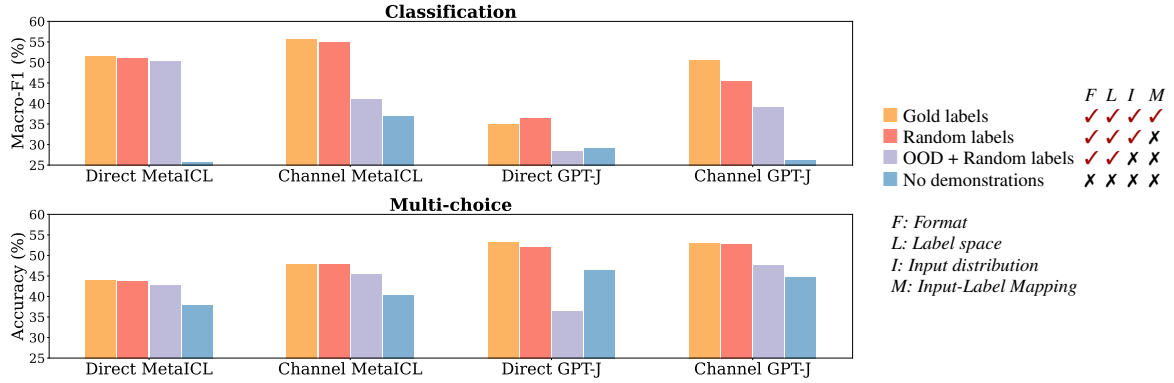 Classification
Macro-F1 (%)
60
55
50
45
40
35
30
25
Direct MetaICL
Channel MetaICL
Direct GPT-J
Channel GPT-J
Multi-choice
Accuracy (%)
60
55
50
45
40
35
30
25
Direct MetaICL
Channel MetaICL
Direct GPT-J
Channel GPT-J
F L I M
Gold labels ✓ ✓ ✓ ✓
Random labels ✓ ✓ ✓ ✗
OOD + Random labels ✓ ✓ ✗ ✗
No demonstrations ✗ ✗ ✗ ✗
F: Format
L: Label space
I: Input distribution
M: Input-Label Mapping